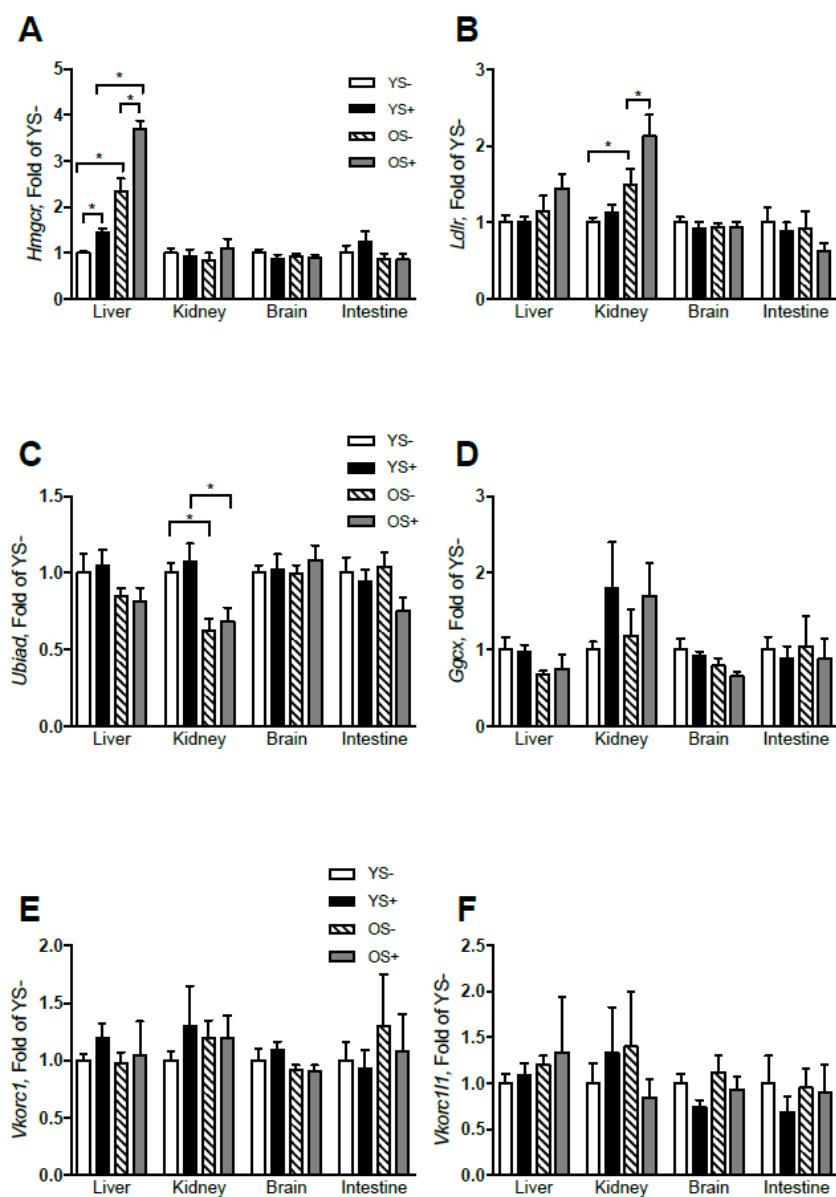 A
Hmgcr, Fold of YS-
5
4
3
2
1
0
*
*
*
*
YS-
YS+
OS-
OS+
Liver Kidney Brain Intestine
B
Ldlr, Fold of YS-
3
2
1
0
*
*
Liver Kidney Brain Intestine
C
Ubiad, Fold of YS-
1.5
1.0
0.5
0.0
*
*
YS-
YS+
OS-
OS+
Liver Kidney Brain Intestine
D
Ggcx, Fold of YS-
3
2
1
0
Liver Kidney Brain Intestine
E
Vkorc1, Fold of YS-
2.0
1.5
1.0
0.5
0.0
YS-
YS+
OS-
OS+
Liver Kidney Brain Intestine
F
Vkorc1l1, Fold of YS-
2.5
2.0
1.5
1.0
0.5
0.0
Liver Kidney Brain Intestine